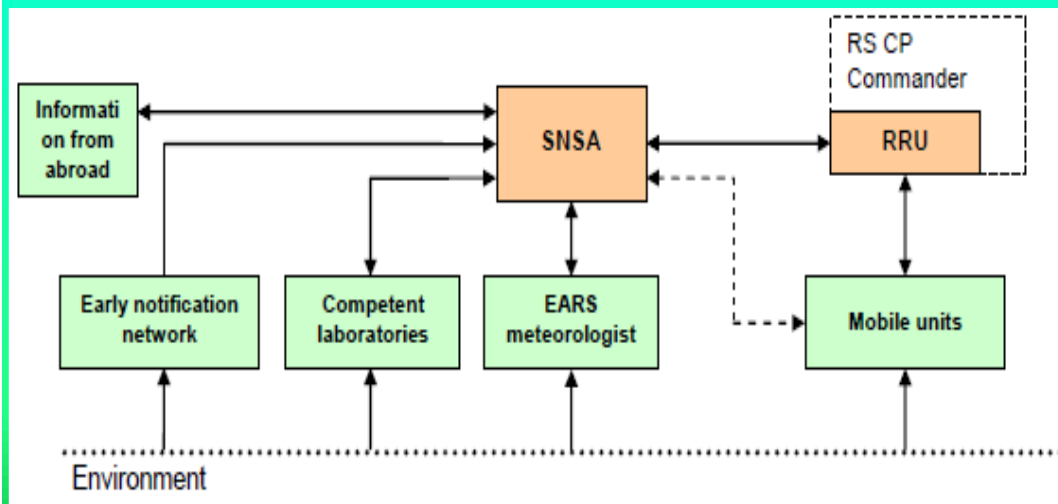 RS CP
Commander
Informati
on from
abroad
SNSA
RRU
Early notification
network
Competent
laboratories
EARS
meteorologist
Mobile units
Environment